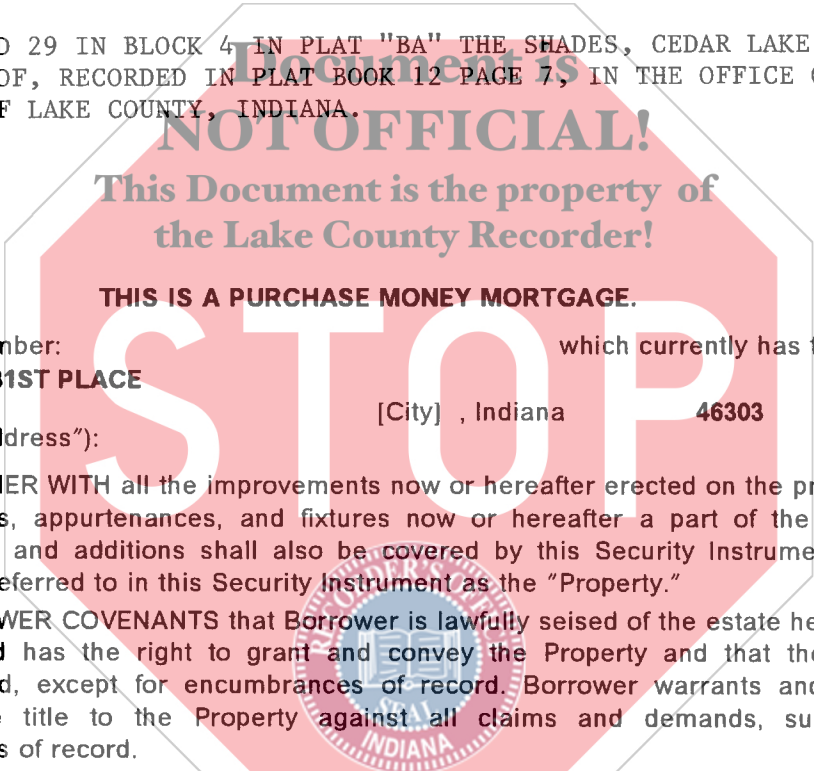 29 IN BLOCK 4 IN PLAT "BA" THE SHADES, CEDAR LAKE
OF, RECORDED IN PLAT BOOK 12 PAGE 7, IN THE OFFICE
F LAKE COUNTY, INDIANA.
Document is
NOT OFFICIAL!
This Document is the property of
the Lake County Recorder!
STOP
THIS IS A PURCHASE MONEY MORTGAGE.
mber: which currently has t
31ST PLACE
[City] , Indiana 46303
ddress"):
ER WITH all the improvements now or hereafter erected on the pr
s, appurtenances, and fixtures now or hereafter a part of the
and additions shall also be covered by this Security Instrume
eferred to in this Security Instrument as the "Property."
WER COVENANTS that Borrower is lawfully seised of the estate he
d has the right to grant and convey the Property and that the
d, except for encumbrances of record. Borrower warrants and
title to the Property against all claims and demands, su
s of record.
RECORDER'S OFFICE
SEAL
INDIANA